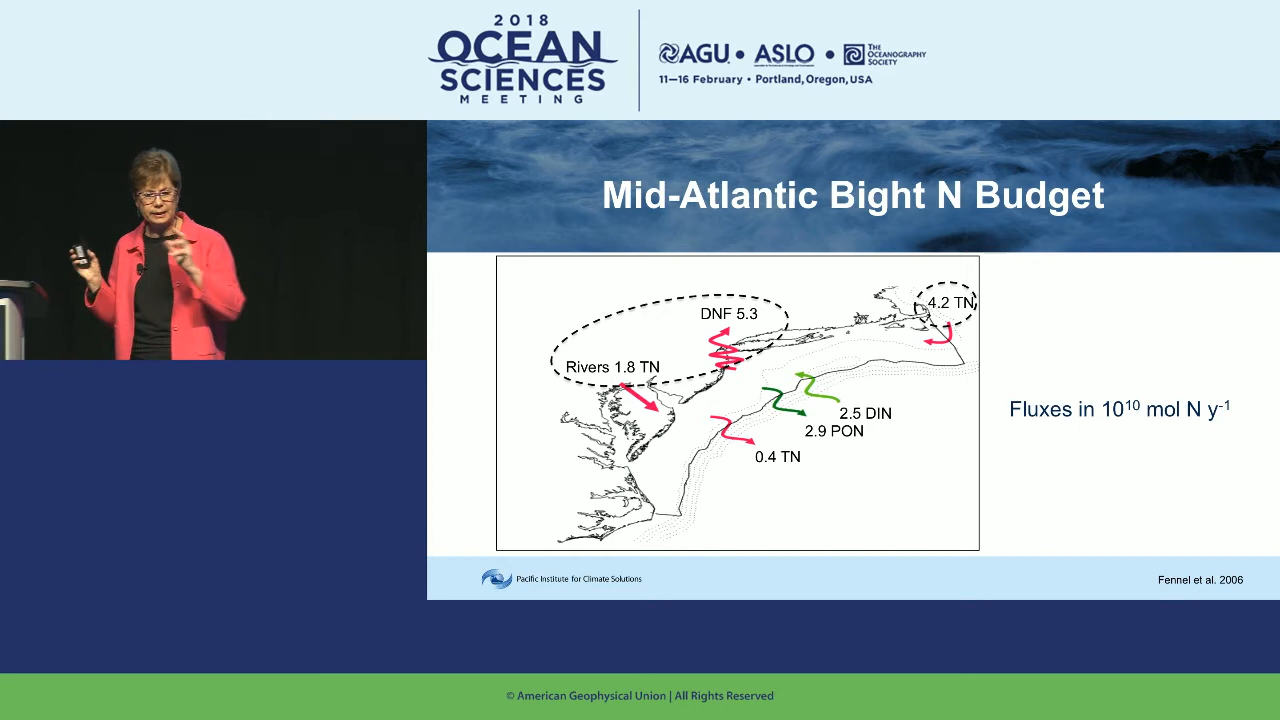 2018
OCEAN
SCIENCES
MEETING
AGU • ASLO • THE OCEANOGRAPHY SOCIETY
11—16 February • Portland, Oregon, USA
Mid-Atlantic Bight N Budget
4.2 TN
DNF 5.3
Rivers 1.8 TN
2.5 DIN
2.9 PON
0.4 TN
Fluxes in 10¹⁰ mol N y⁻¹
Pacific Institute for Climate Solutions
Fennel et al. 2006
© American Geophysical Union | All Rights Reserved